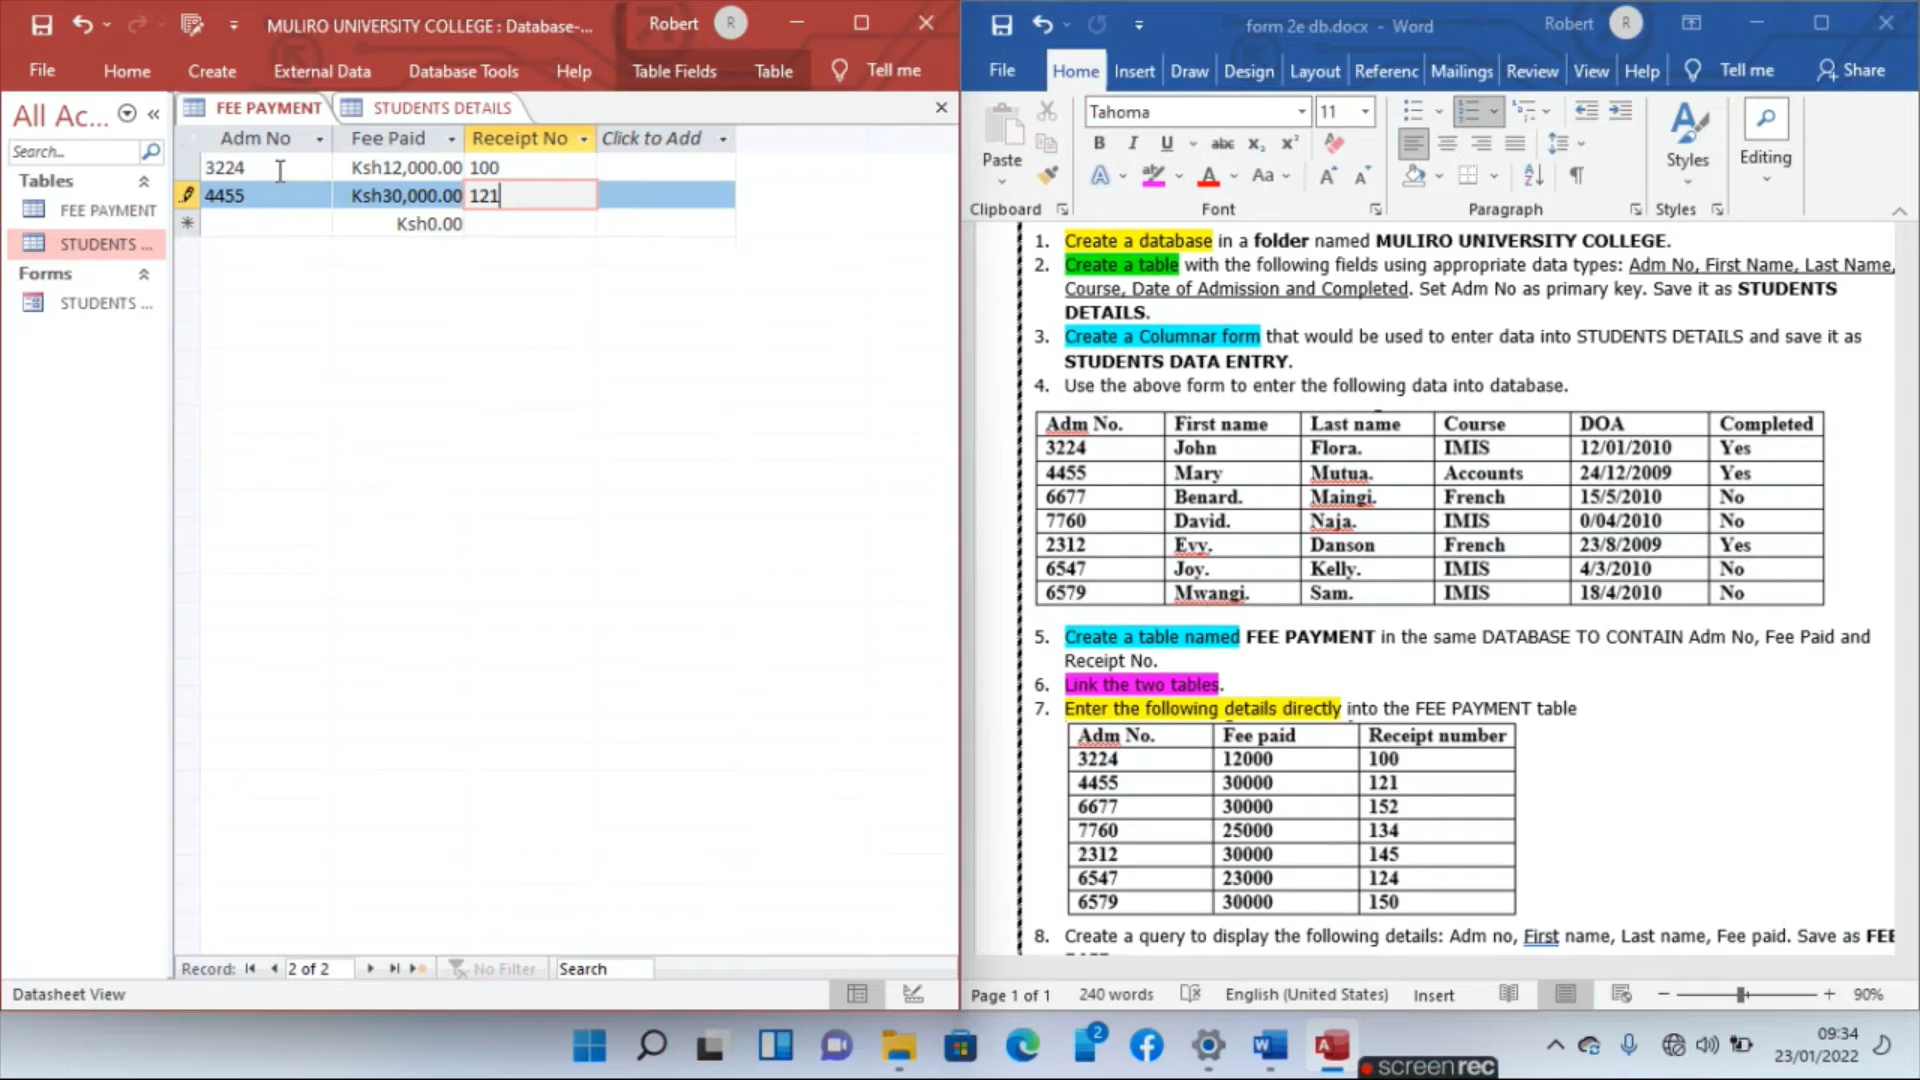 MULIRO UNIVERSITY COLLEGE : Database-...
Robert
R
File Home Create External Data Database Tools Help Table Fields Table Tell me
All Ac...
Search...
Tables
FEE PAYMENT
STUDENTS ...
Forms
STUDENTS ...
FEE PAYMENT STUDENTS DETAILS
Adm No Fee Paid Receipt No Click to Add
3224 Ksh12,000.00 100
4455 Ksh30,000.00 121
Ksh0.00
Record: 2 of 2 No Filter Search
Datasheet View
form 2e db.docx - Word
Robert
R
File Home Insert Draw Design Layout Referenc Mailings Review View Help Tell me Share
Paste
Clipboard
Tahoma 11
B I U abc x₂ x²
A A Aa A A
Font
Paragraph
Styles
Styles
Editing
1. Create a database in a folder named MULIRO UNIVERSITY COLLEGE.
2. Create a table with the following fields using appropriate data types: Adm No, First Name, Last Name,
Course, Date of Admission and Completed. Set Adm No as primary key. Save it as STUDENTS
DETAILS.
3. Create a Columnar form that would be used to enter data into STUDENTS DETAILS and save it as
STUDENTS DATA ENTRY.
4. Use the above form to enter the following data into database.
Adm No. First name Last name Course DOA Completed
3224 John Flora. IMIS 12/01/2010 Yes
4455 Mary Mutua. Accounts 24/12/2009 Yes
6677 Benard. Maingi. French 15/5/2010 No
7760 David. Naja. IMIS 0/04/2010 No
2312 Evy. Danson French 23/8/2009 Yes
6547 Joy. Kelly. IMIS 4/3/2010 No
6579 Mwangi. Sam. IMIS 18/4/2010 No
5. Create a table named FEE PAYMENT in the same DATABASE TO CONTAIN Adm No, Fee Paid and
Receipt No.
6. Link the two tables.
7. Enter the following details directly into the FEE PAYMENT table
Adm No. Fee paid Receipt number
3224 12000 100
4455 30000 121
6677 30000 152
7760 25000 134
2312 30000 145
6547 23000 124
6579 30000 150
8. Create a query to display the following details: Adm no, First name, Last name, Fee paid. Save as FEE
Page 1 of 1 240 words English (United States) Insert 90%
2
09:34
23/01/2022
screenrec